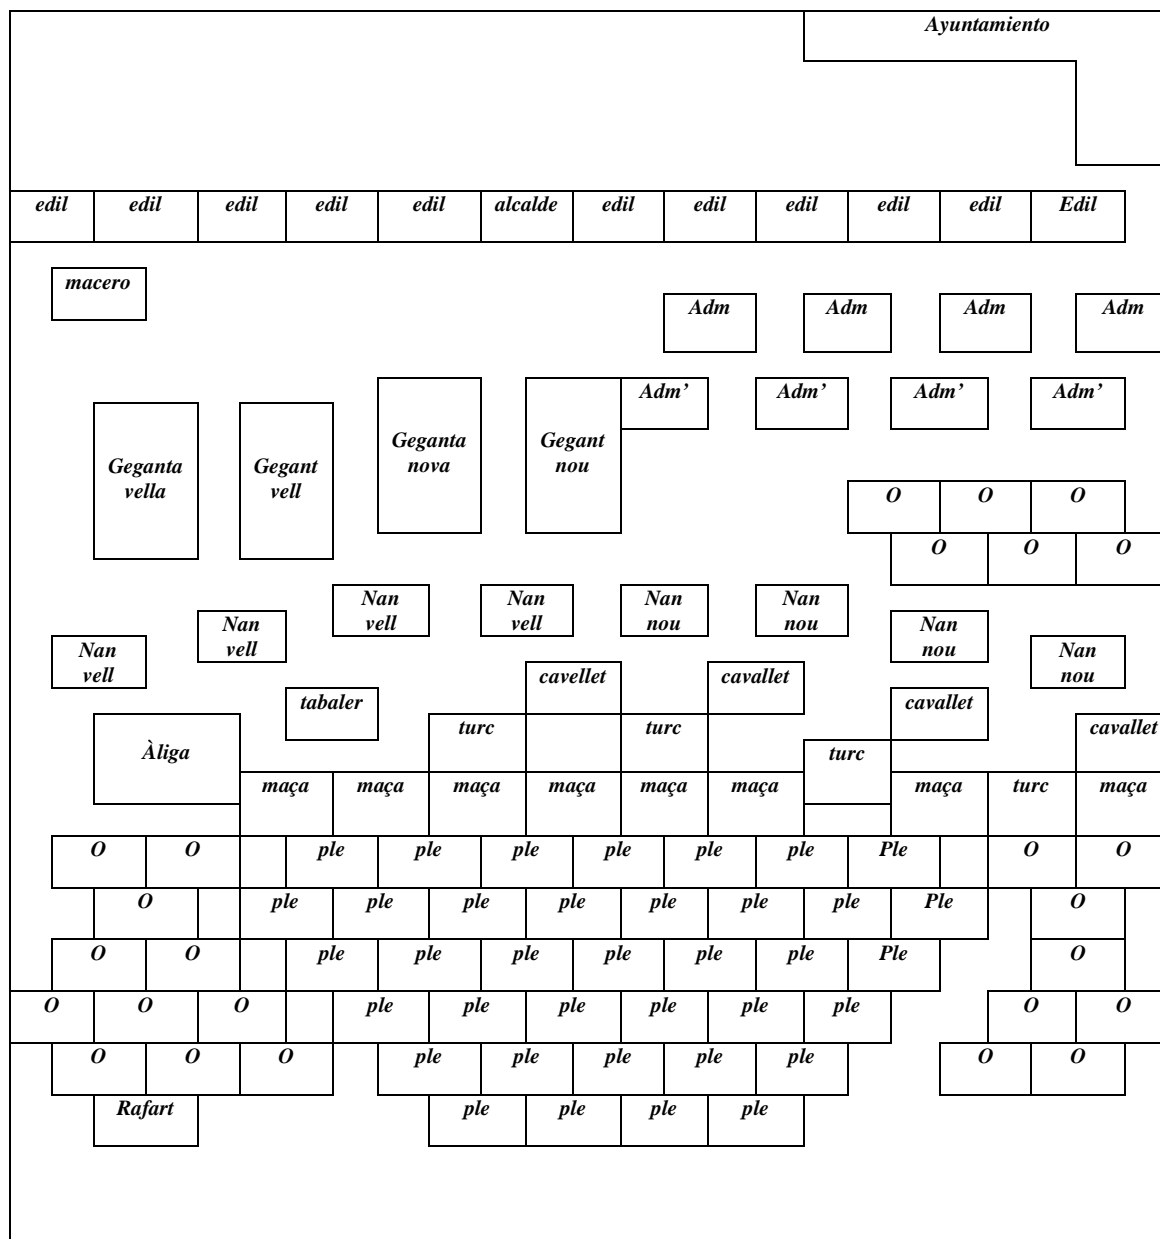 Ayuntamiento
edil edil edil edil edil alcalde edil edil edil edil edil Edil
macero
Adm Adm Adm Adm
Adm’ Adm’ Adm’ Adm’
Geganta nova
Gegant nou
Geganta vella
Gegant vell
O O O
O O O
Nan vell
Nan vell
Nan nou
Nan nou
Nan vell
Nan nou
Nan vell
Nan nou
cavellet cavallet
tabaler cavallet
turc turc cavallet
Àliga turc
maça maça maça maça maça maça maça turc maça
O O ple ple ple ple ple ple Ple O O
O ple ple ple ple ple ple ple Ple O
O O ple ple ple ple ple ple Ple O
O O O ple ple ple ple ple ple O O
O O O ple ple ple ple ple O O
Rafart ple ple ple ple